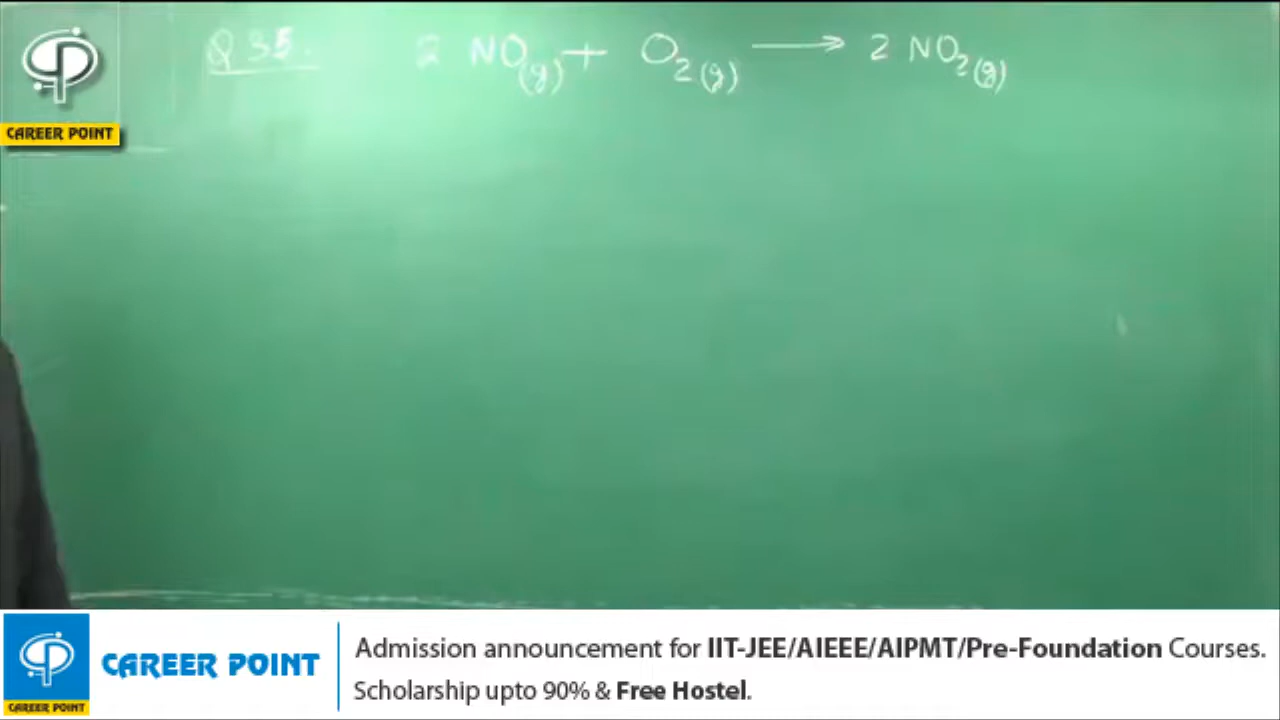 Q 35. 2 NO(g) + O2(g) ⟶ 2 NO2(g)
CAREER POINT
CAREER POINT
CAREER POINT
Admission announcement for IIT-JEE/AIEEE/AIPMT/Pre-Foundation Courses.
Scholarship upto 90% & Free Hostel.